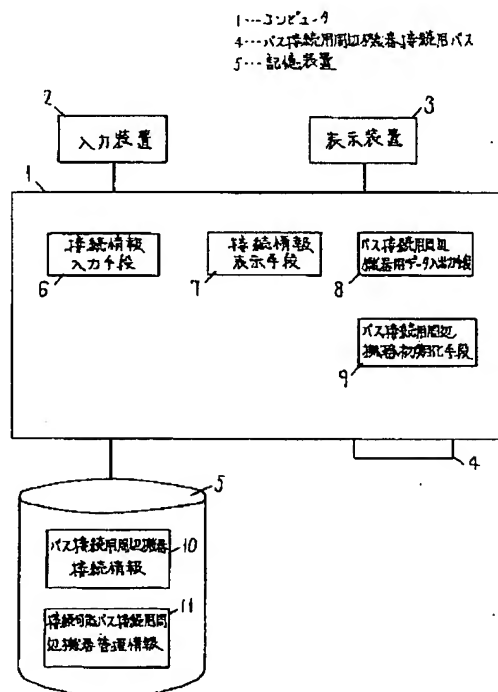 1…コンピュータ
4…バス接続用周辺機器接続用バス
5…記憶装置
2
入力装置
3
表示装置
1
接続情報
入力手段
6
接続情報
表示手段
7
バス接続用周辺
機器用データ入出力手段
8
バス接続用周辺
機器初期化手段
9
4
5
バス接続用周辺機器
接続情報
10
接続可能バス接続用周
辺機器管理情報
11